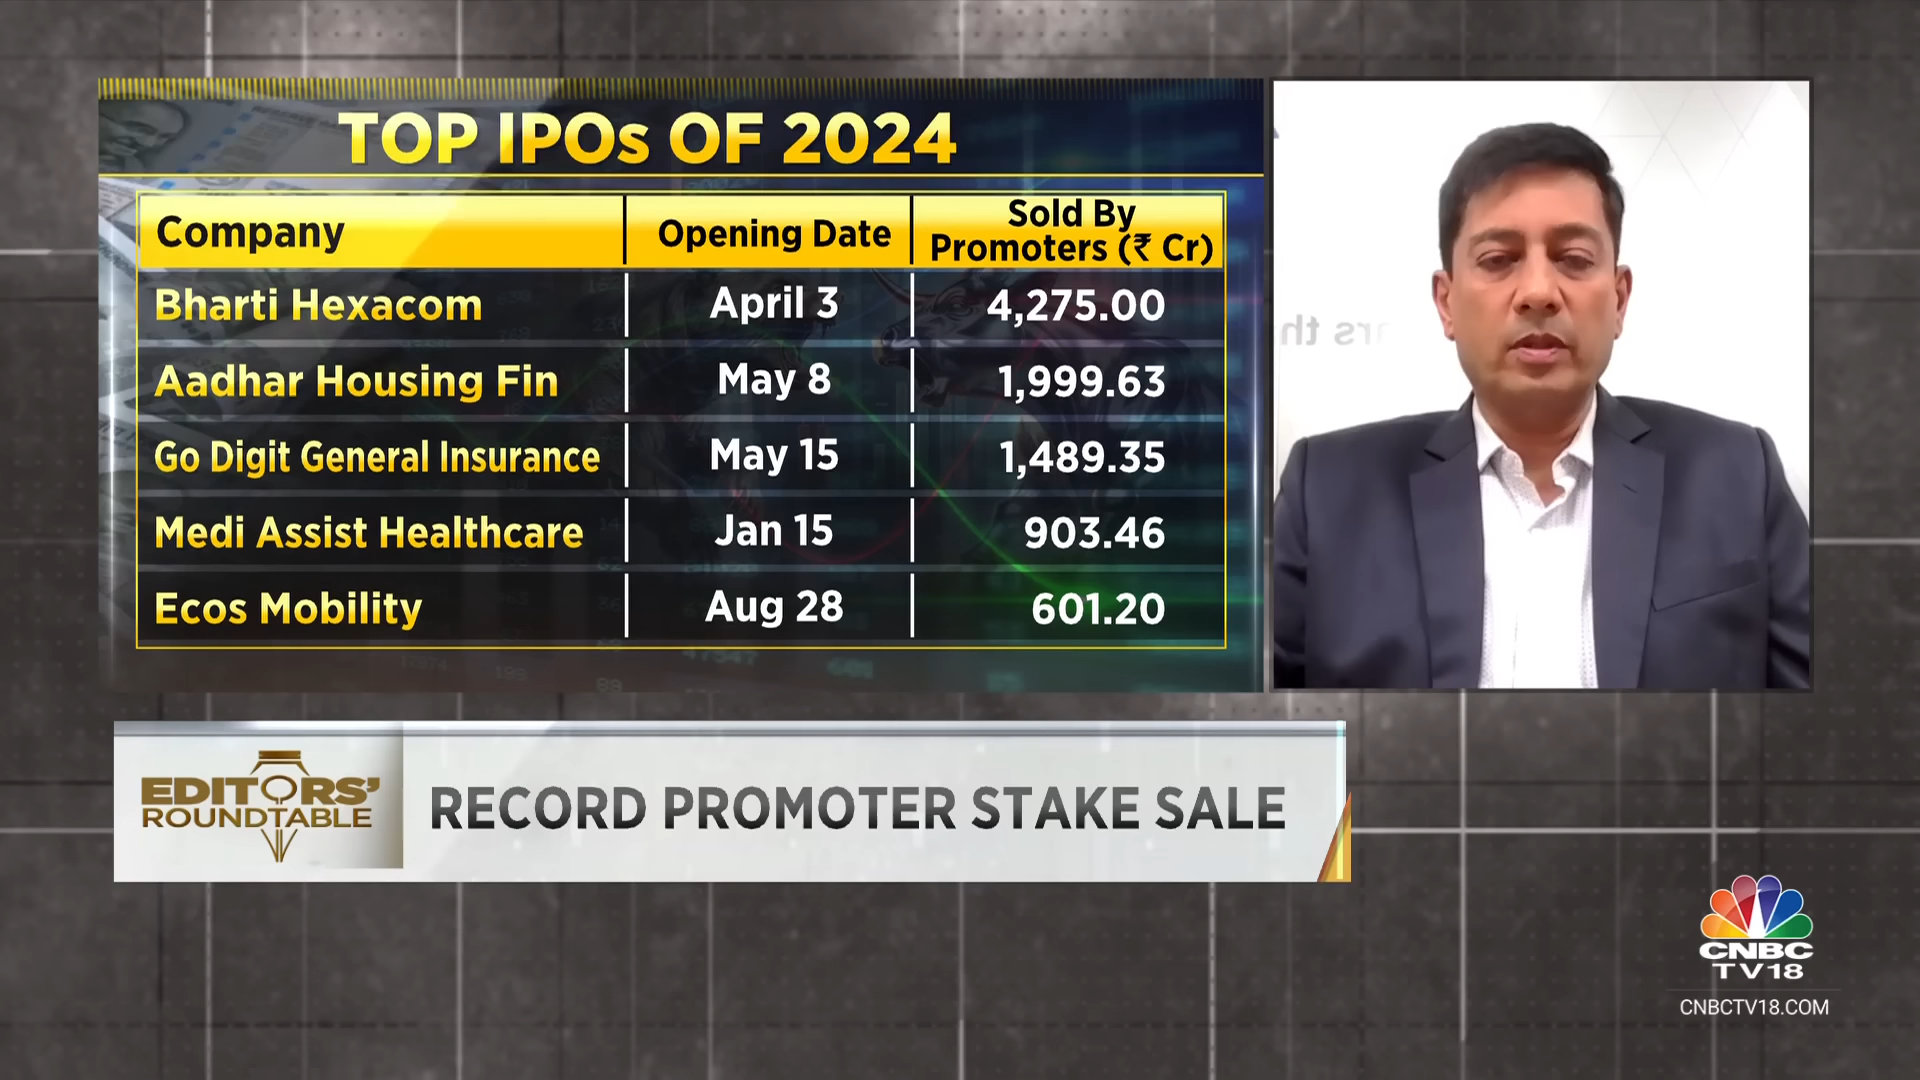 TOP IPOs OF 2024
Company
Opening Date
Sold By
Promoters (₹ Cr)
Bharti Hexacom
April 3
4,275.00
Aadhar Housing Fin
May 8
1,999.63
Go Digit General Insurance
May 15
1,489.35
Medi Assist Healthcare
Jan 15
903.46
Ecos Mobility
Aug 28
601.20
EDITORS'
ROUNDTABLE
RECORD PROMOTER STAKE SALE
CNBC
TV18
CNBCTV18.COM